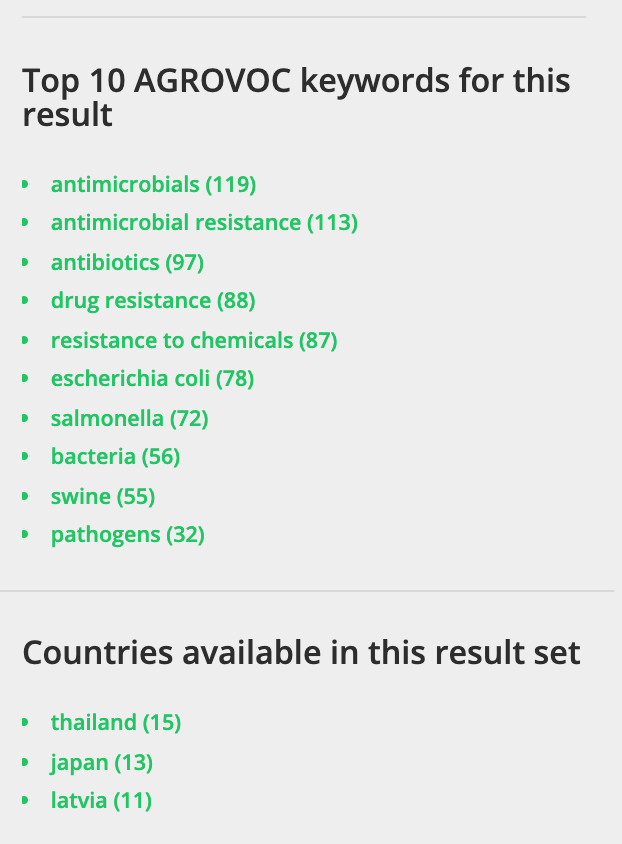 Top 10 AGROVOC keywords for this
result
antimicrobials (119)
antimicrobial resistance (113)
antibiotics (97)
drug resistance (88)
resistance to chemicals (87)
escherichia coli (78)
salmonella (72)
bacteria (56)
swine (55)
pathogens (32)
Countries available in this result set
thailand (15)
japan (13)
latvia (11)